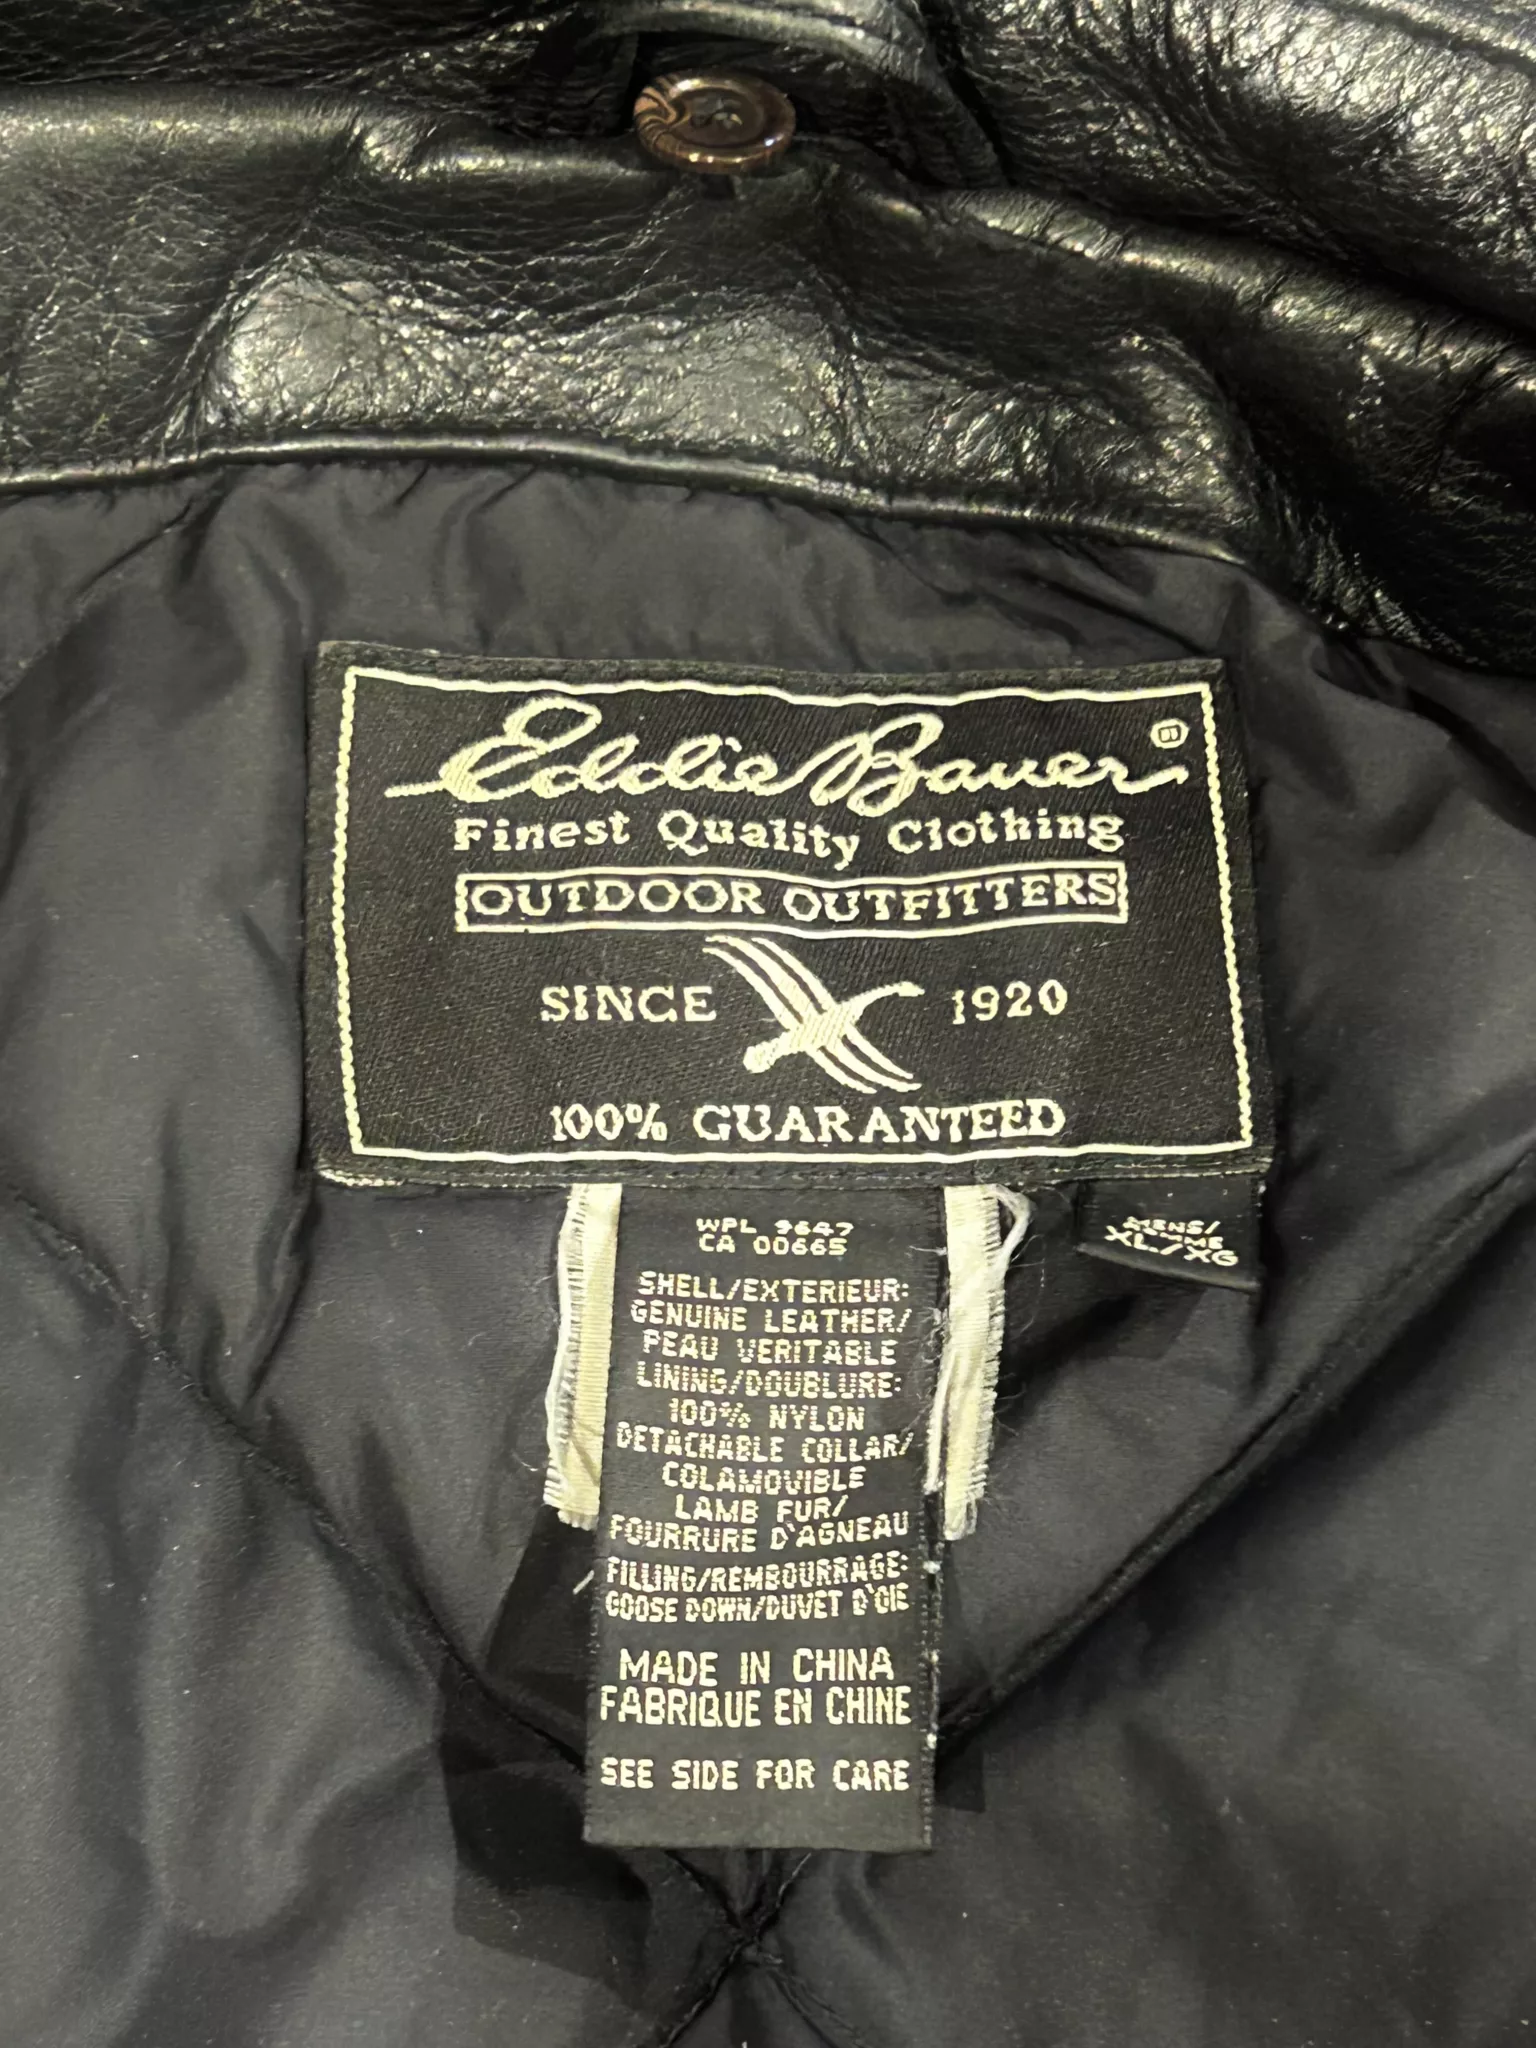 Eddie Bauer ®
Finest Quality Clothing
OUTDOOR OUTFITTERS
SINCE 1920
100% GUARANTEED
MENS/
FEMME
XL/XG
WPL 9647
CA 00665
SHELL/EXTERIEUR:
GENUINE LEATHER/
PEAU VERITABLE
LINING/DOUBLURE:
100% NYLON
DETACHABLE COLLAR/
COLAMOVIBLE
LAMB FUR/
FOURRURE D'AGNEAU
FILLING/REMBOURRAGE:
GOOSE DOWN/DUVET D'OIE
MADE IN CHINA
FABRIQUE EN CHINE
SEE SIDE FOR CARE